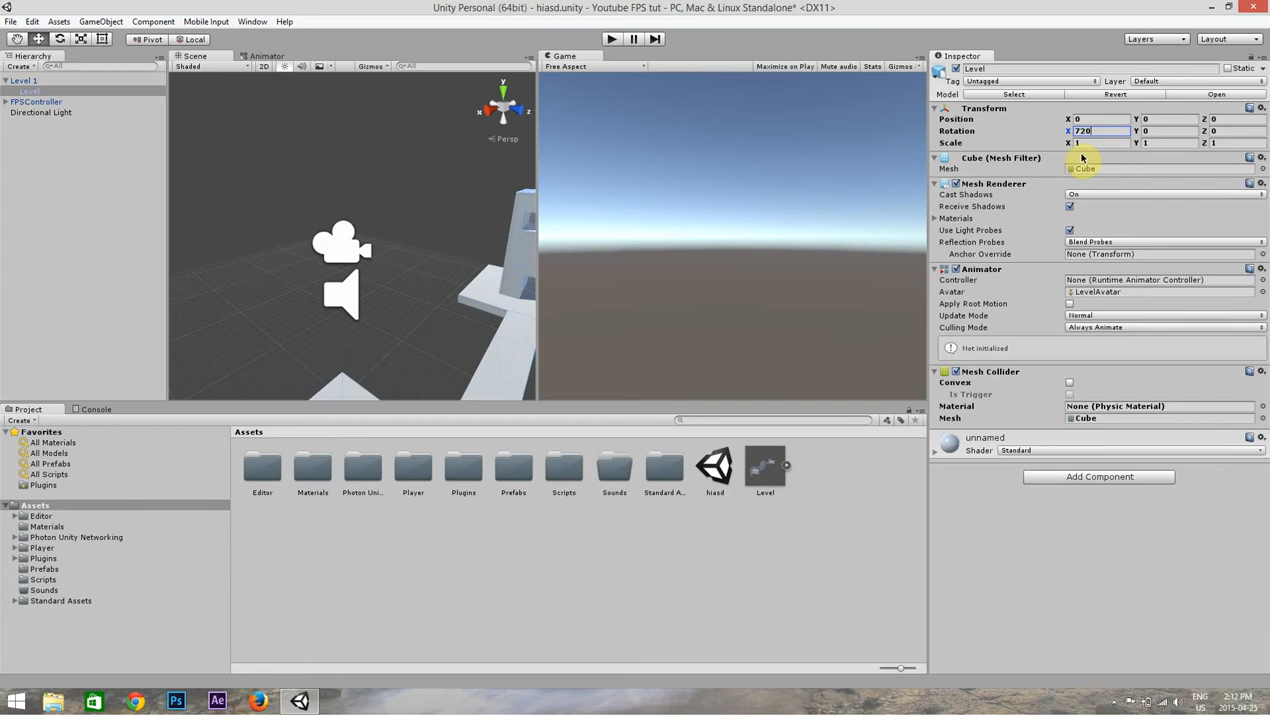 Unity Personal (64bit) - hiasd.unity - Youtube FPS tut - PC, Mac & Linux Standalone* <DX11>
File Edit Assets GameObject Component Mobile Input Window Help
Pivot Local Layers Layout
Hierarchy Scene Animator Game Inspector
Create All Shaded 2D Gizmos All Free Aspect Maximize on Play Mute audio Stats Gizmos Level Static
Level 1
Level
FPSController
Directional Light
y
x
z
Persp
Tag Untagged Layer Default
Model Select Revert Open
Transform
Position X 0 Y 0 Z 0
Rotation X 720 Y 0 Z 0
Scale X 1 Y 1 Z 1
Cube (Mesh Filter)
Mesh Cube
Mesh Renderer
Cast Shadows On
Receive Shadows
Materials
Use Light Probes
Reflection Probes Blend Probes
Anchor Override None (Transform)
Animator
Controller None (Runtime Animator Controller)
Avatar LevelAvatar
Apply Root Motion
Update Mode Normal
Culling Mode Always Animate
Not initialized
Mesh Collider
Convex
Is Trigger
Material None (Physic Material)
Mesh Cube
unnamed
Shader Standard
Add Component
Project Console
Create
Favorites
All Materials
All Models
All Prefabs
All Scripts
Plugins
Assets
Editor
Materials
Photon Unity Networking
Player
Plugins
Prefabs
Scripts
Sounds
Standard Assets
Assets
Editor Materials Photon Uni... Player Plugins Prefabs Scripts Sounds Standard A... hiasd Level
Ps Ae
ENG
US
2:12 PM
2015-04-25